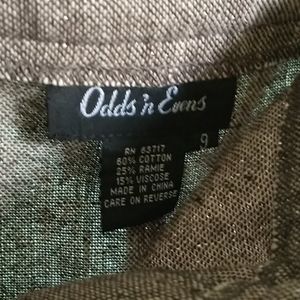 Odds 'n Evens
9
RN 63717
60% COTTON
25% RAMIE
15% VISCOSE
MADE IN CHINA
CARE ON REVERSE